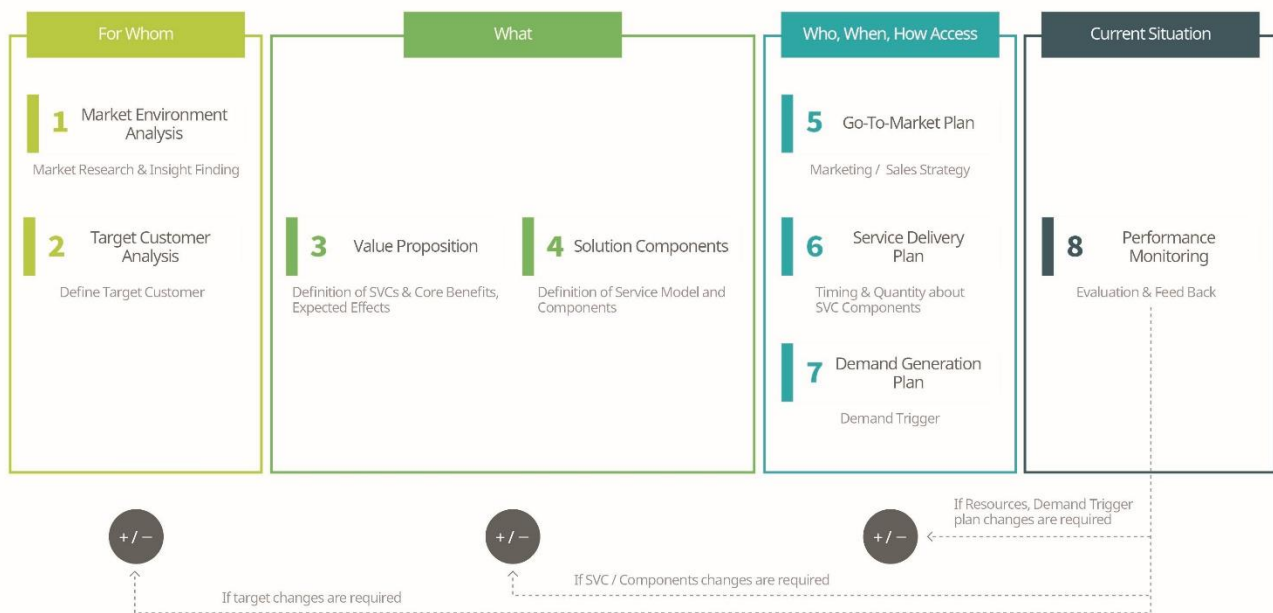 For Whom
What
Who, When, How Access
Current Situation
1
Market Environment
Analysis
Market Research & Insight Finding
2
Target Customer
Analysis
Define Target Customer
3
Value Proposition
Definition of SVCs & Core Benefits,
Expected Effects
4
Solution Components
Definition of Service Model and
Components
5
Go-To-Market Plan
Marketing / Sales Strategy
6
Service Delivery
Plan
Timing & Quantity about
SVC Components
7
Demand Generation
Plan
Demand Trigger
8
Performance
Monitoring
Evaluation & Feed Back
If Resources, Demand Trigger
plan changes are required
+ / −
+ / −
+ / −
If SVC / Components changes are required
If target changes are required